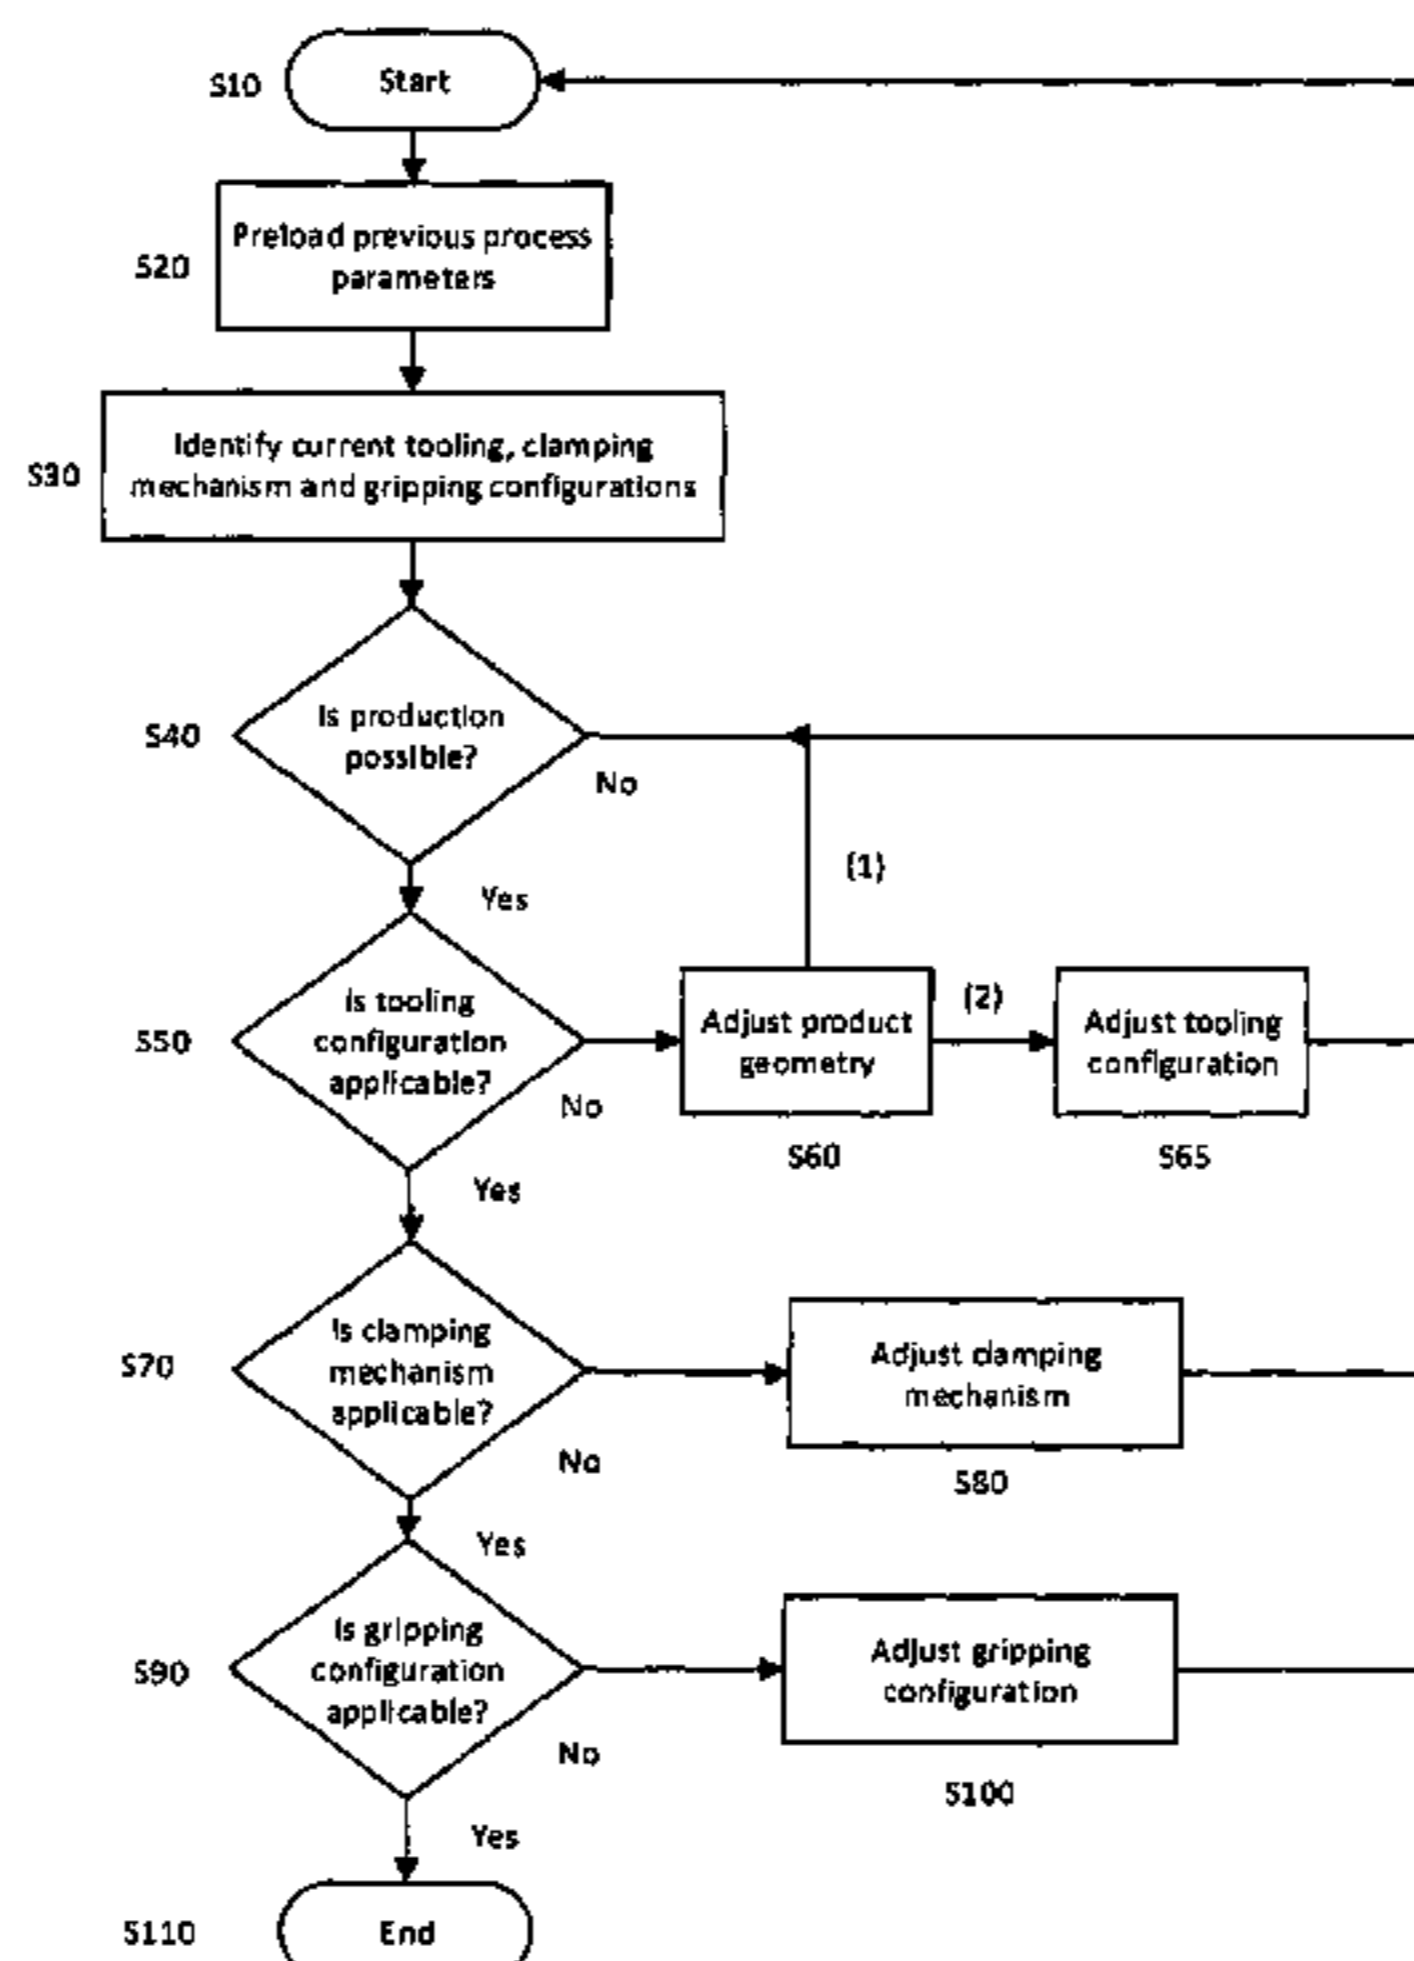 S10
Start
S20
Preload previous process
parameters
S30
Identify current tooling, clamping
mechanism and gripping configurations
S40
Is production
possible?
No
Yes
(1)
S50
Is tooling
configuration
applicable?
No
Yes
Adjust product
geometry
S60
(2)
Adjust tooling
configuration
S65
S70
Is clamping
mechanism
applicable?
No
Yes
Adjust clamping
mechanism
S80
S90
Is gripping
configuration
applicable?
No
Yes
Adjust gripping
configuration
S100
S110
End